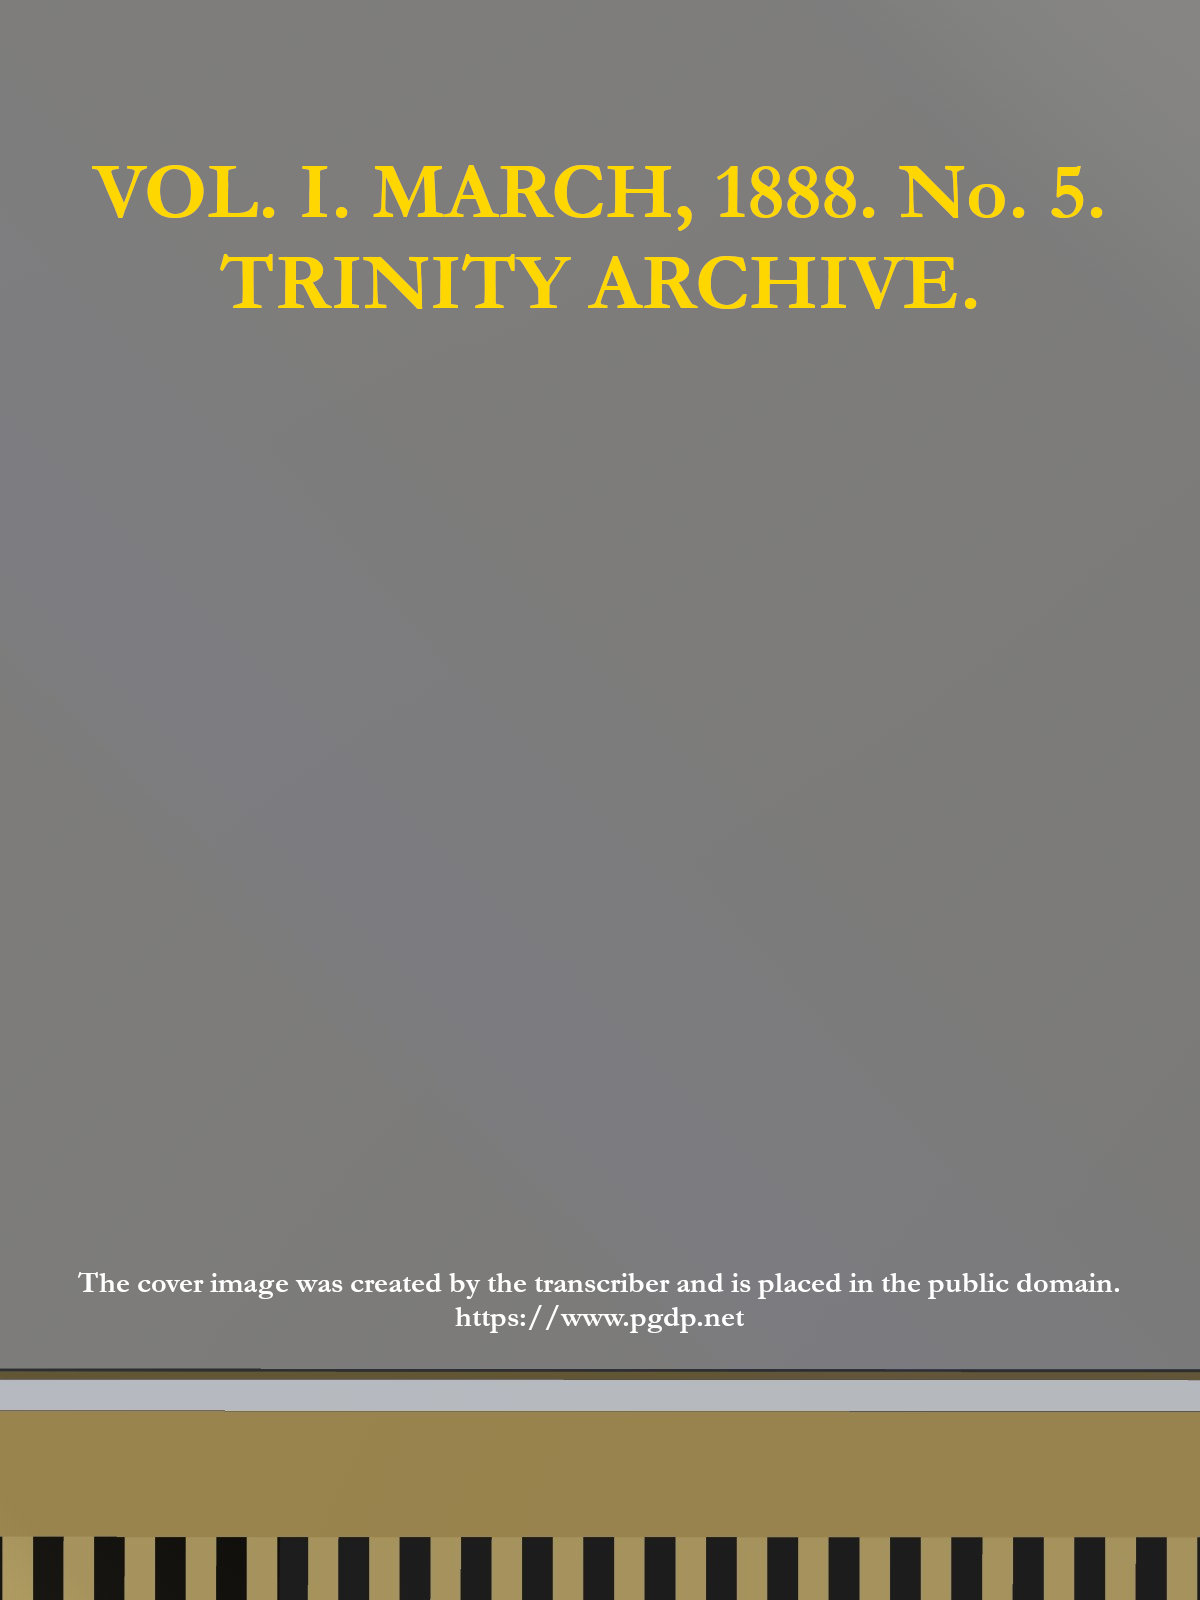 VOL. I. MARCH, 1888. No. 5.
TRINITY ARCHIVE.
The cover image was created by the transcriber and is placed in the public domain.
https://www.pgdp.net